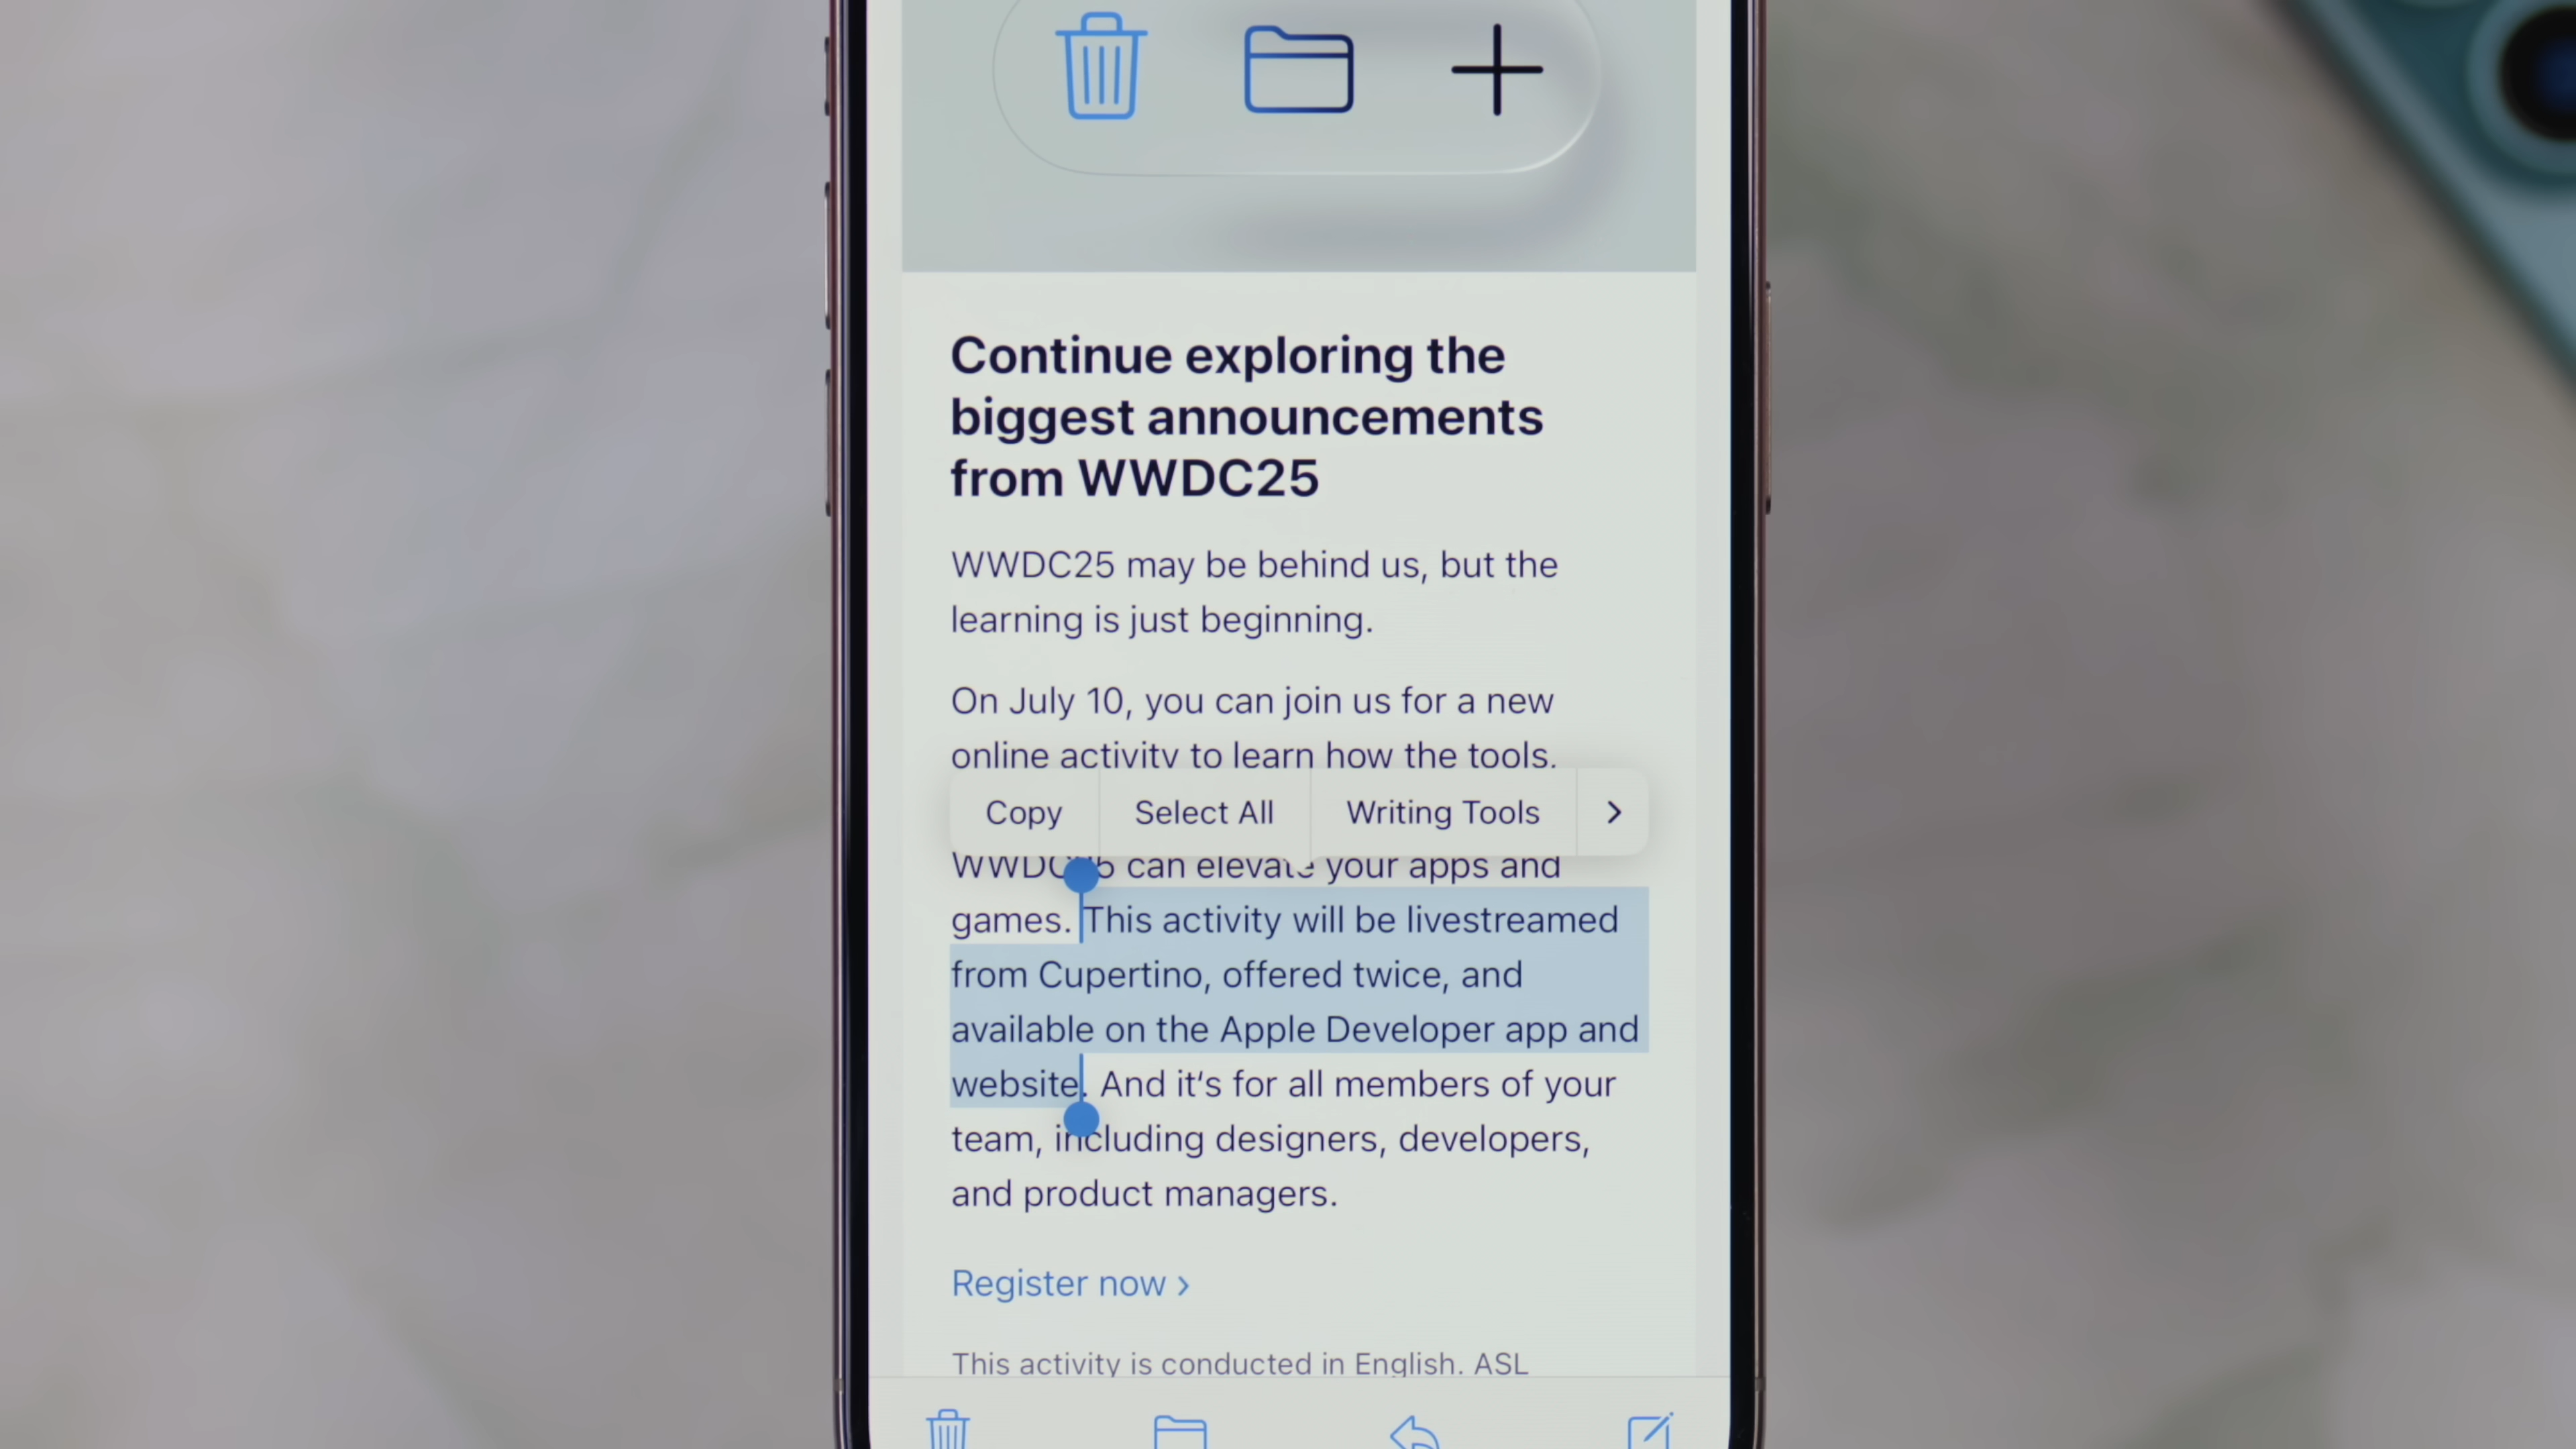 Continue exploring the
biggest announcements
from WWDC25
WWDC25 may be behind us, but the
learning is just beginning.
On July 10, you can join us for a new
online activity to learn how the tools,
Copy Select All Writing Tools
can elevate your apps and
games. This activity will be livestreamed
from Cupertino, offered twice, and
available on the Apple Developer app and
website. And it's for all members of your
team, including designers, developers,
and product managers.
Register now
This activity is conducted in English. ASL